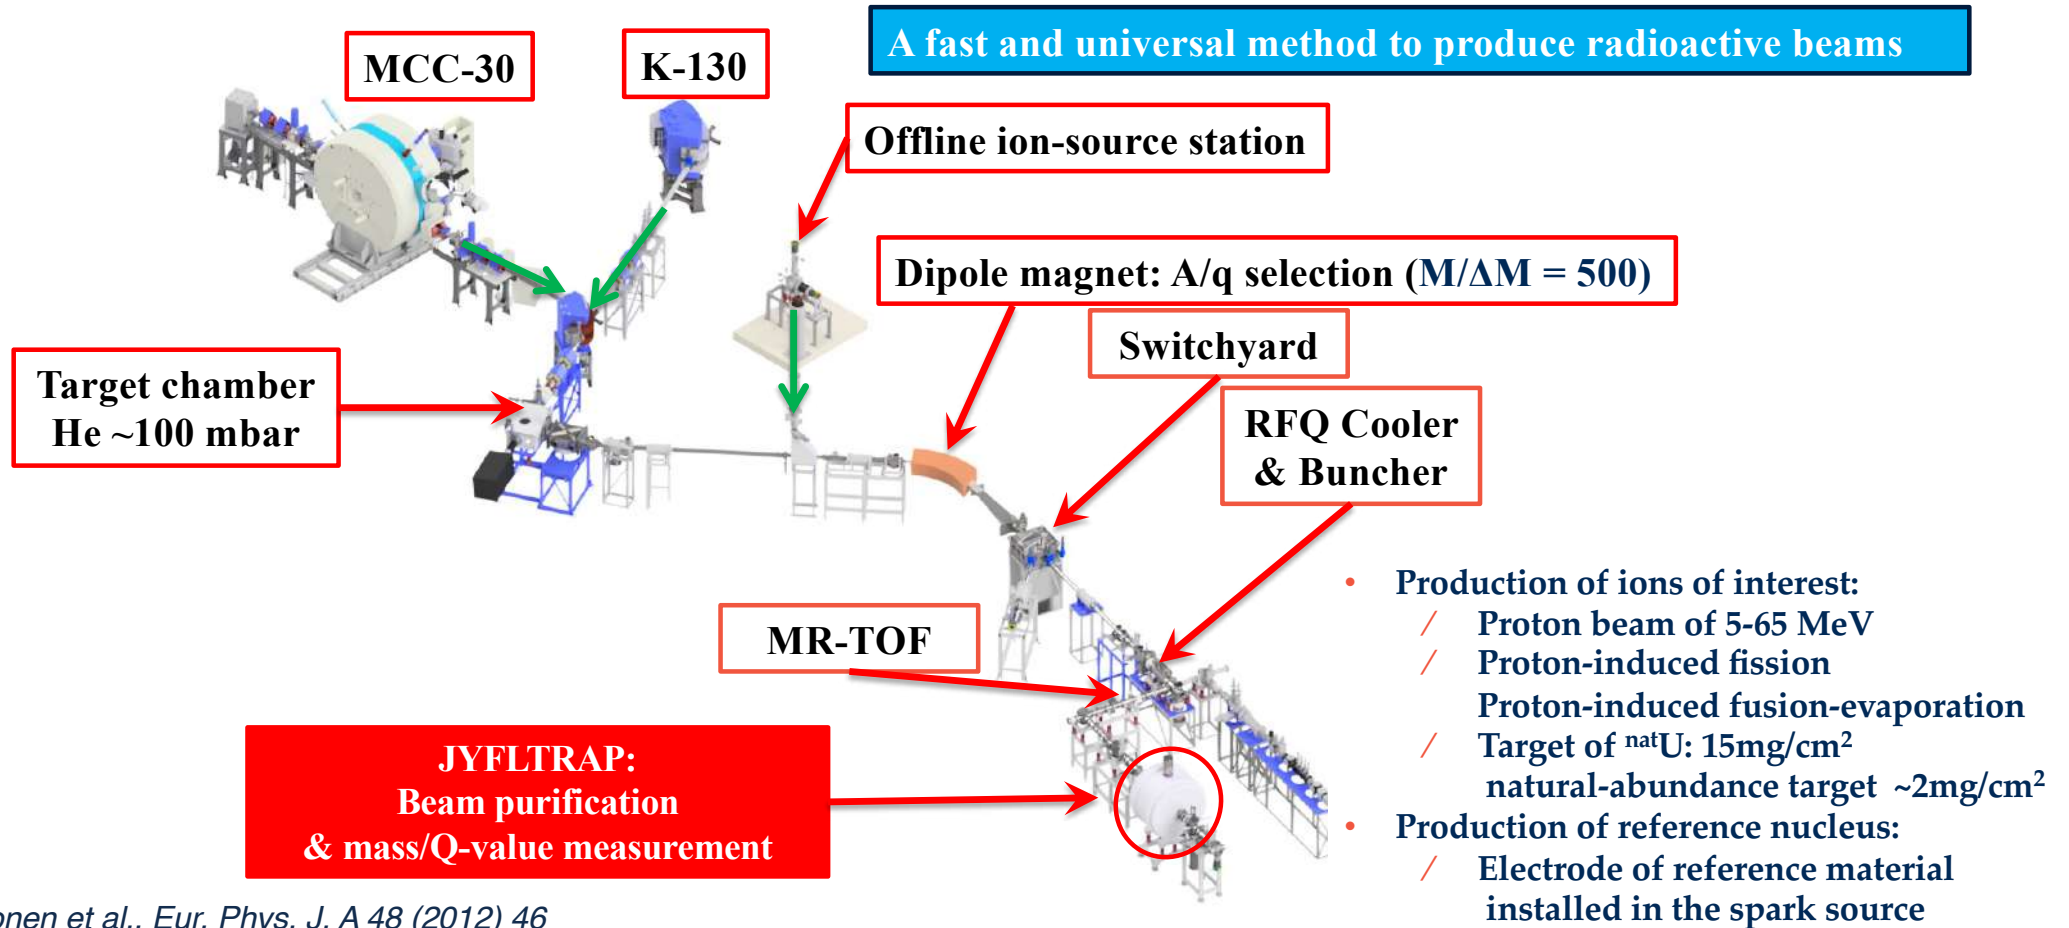 A fast and universal method to produce radioactive beams
MCC-30
K-130
Offline ion-source station
Dipole magnet: A/q selection (M/ΔM = 500)
Switchyard
Target chamber
He ~100 mbar
RFQ Cooler
& Buncher
MR-TOF
JYFLTRAP:
Beam purification
& mass/Q-value measurement
• Production of ions of interest:
/ Proton beam of 5-65 MeV
/ Proton-induced fission
Proton-induced fusion-evaporation
/ Target of ⁿᵃᵗU: 15mg/cm²
natural-abundance target ~2mg/cm²
• Production of reference nucleus:
/ Electrode of reference material
installed in the spark source
et al., Eur. Phys. J. A 48 (2012) 46